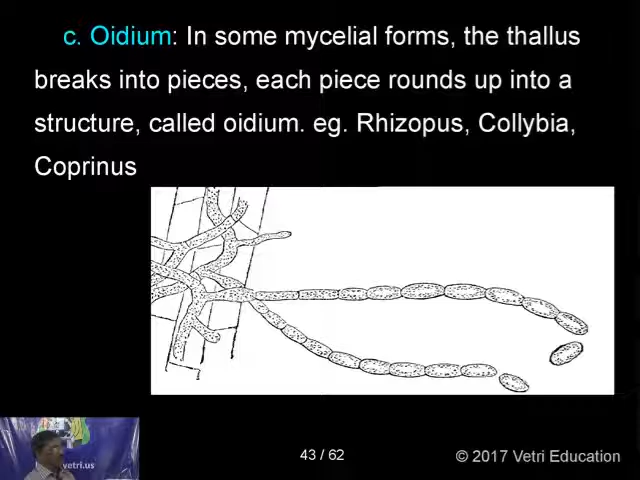 c. Oidium: In some mycelial forms, the thallus
breaks into pieces, each piece rounds up into a
structure, called oidium. eg. Rhizopus, Collybia,
Coprinus
vetri.us
43 / 62
© 2017 Vetri Education